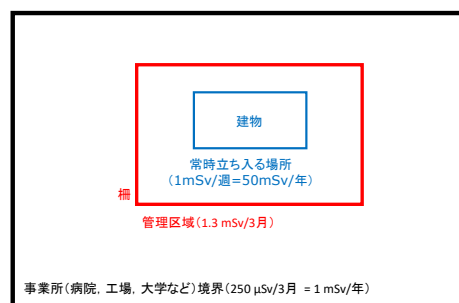 建物
常時立ち入る場所
（1mSv/週=50mSv/年）
柵
管理区域（1.3 mSv/3月）
事業所（病院，工場，大学など）境界（250 μSv/3月 = 1 mSv/年）